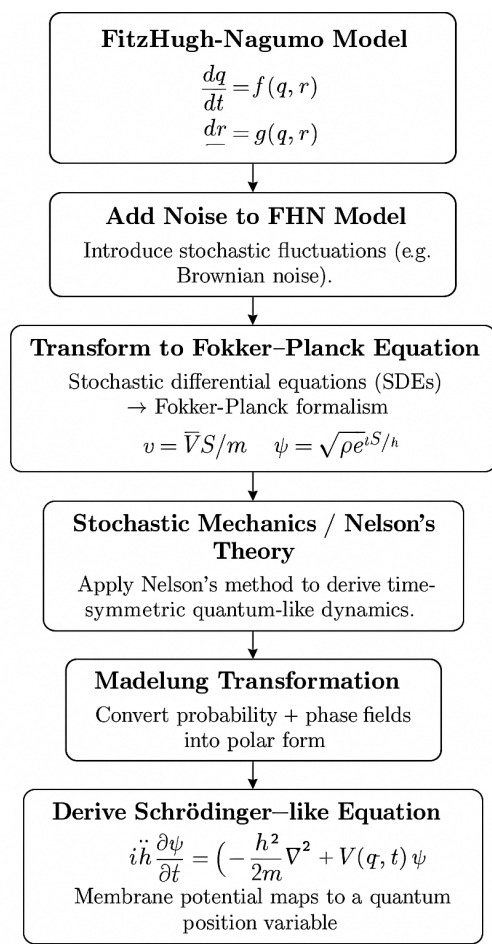 FitzHugh-Nagumo Model
dq/dt = f(q, r)
dr = g(q, r)
Add Noise to FHN Model
Introduce stochastic fluctuations (e.g.
Brownian noise).
Transform to Fokker–Planck Equation
Stochastic differential equations (SDEs)
→ Fokker-Planck formalism
v = V̅S/m ψ = √ρe^{ιS/h}
Stochastic Mechanics / Nelson's
Theory
Apply Nelson's method to derive time-
symmetric quantum-like dynamics.
Madelung Transformation
Convert probability + phase fields
into polar form
Derive Schrödinger–like Equation
iḧ ∂ψ/∂t = (− h²/2m ∇² + V(q, t) ψ
Membrane potential maps to a quantum
position variable